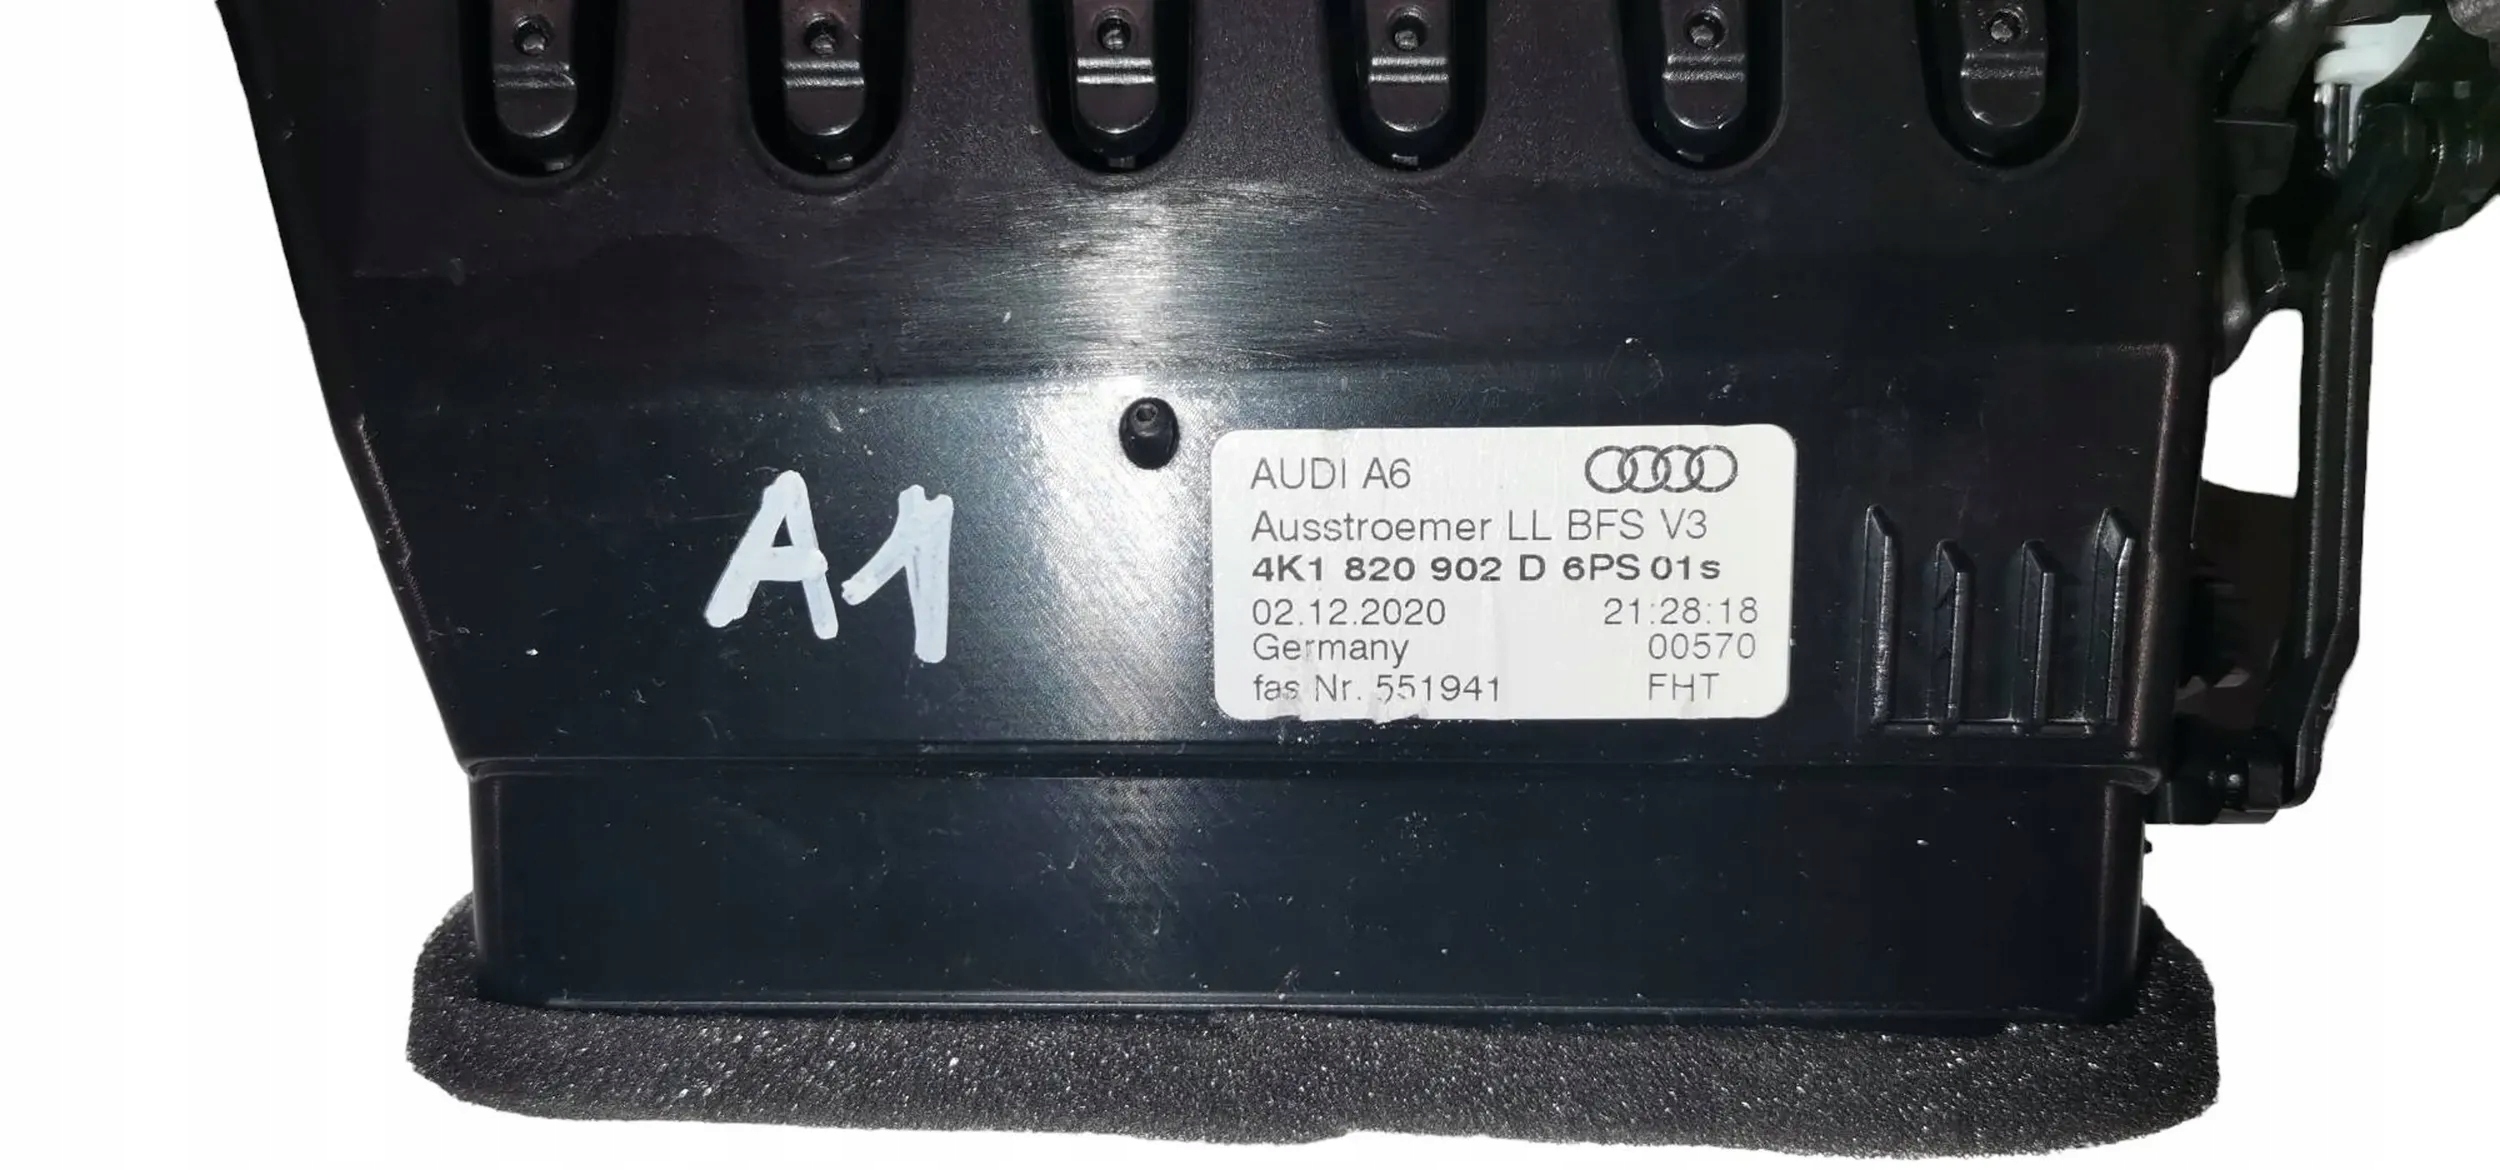 A1
AUDI A6
Ausstroemer LL BFS V3
4K1 820 902 D 6PS 01s
02.12.2020 21:28:18
Germany 00570
fas Nr. 551941 FHT